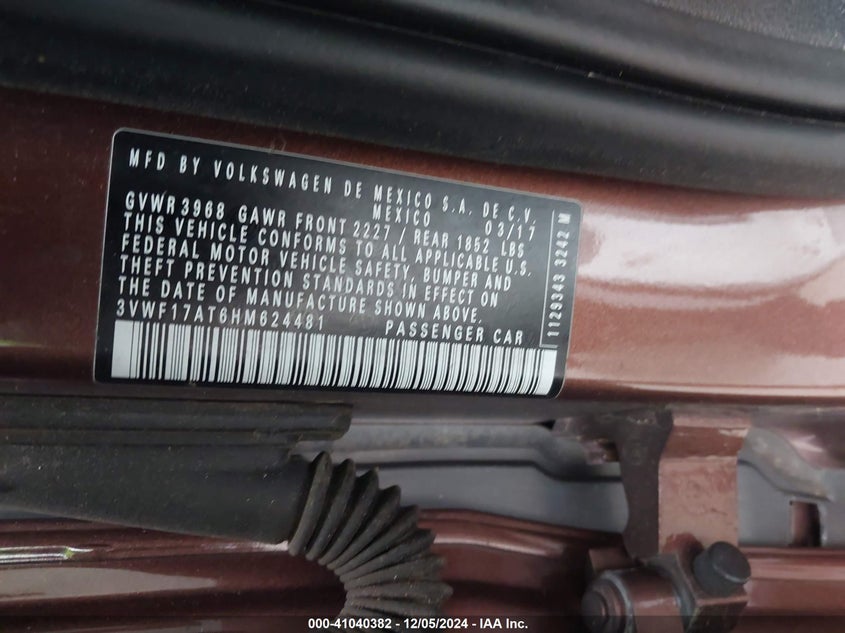 MFD BY VOLKSWAGEN DE MEXICO S.A. DE C.V.
MEXICO 03/17
GVWR 3968 GAWR FRONT 2227 / REAR 1852 LBS
THIS VEHICLE CONFORMS TO ALL APPLICABLE U.S.
FEDERAL MOTOR VEHICLE SAFETY, BUMPER AND
THEFT PREVENTION STANDARDS IN EFFECT ON
THE DATE OF MANUFACTURE SHOWN ABOVE.
3VWF17AT6HM624481 PASSENGER CAR
1129343 3242 M
000-41040382 - 12/05/2024 - IAA Inc.